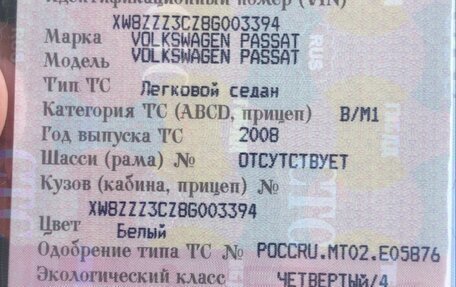 Идентификационный номер (VIN)
XW8ZZZ3CZ8G003394
Марка VOLKSWAGEN PASSAT
Модель VOLKSWAGEN PASSAT
Тип ТС Легковой седан
Категория ТС (ABCD, прицеп) B/M1
Год выпуска ТС 2008
Шасси (рама) № ОТСУТСТВУЕТ
Кузов (кабина, прицеп) №
XW8ZZZ3CZ8G003394
Цвет Белый
Одобрение типа ТС № POCCRU.MT02.E05876
Экологический класс ЧЕТВЕРТЫЙ/4